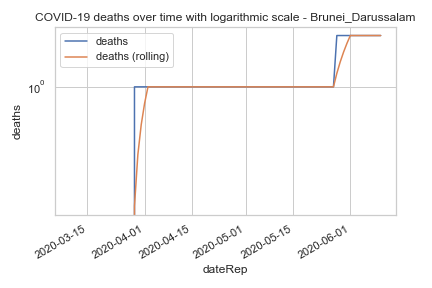 COVID-19 deaths over time with logarithmic scale - Brunei_Darussalam
deaths
deaths (rolling)
10⁰
deaths
2020-03-15
2020-04-01
2020-04-15
2020-05-01
2020-05-15
2020-06-01
dateRep